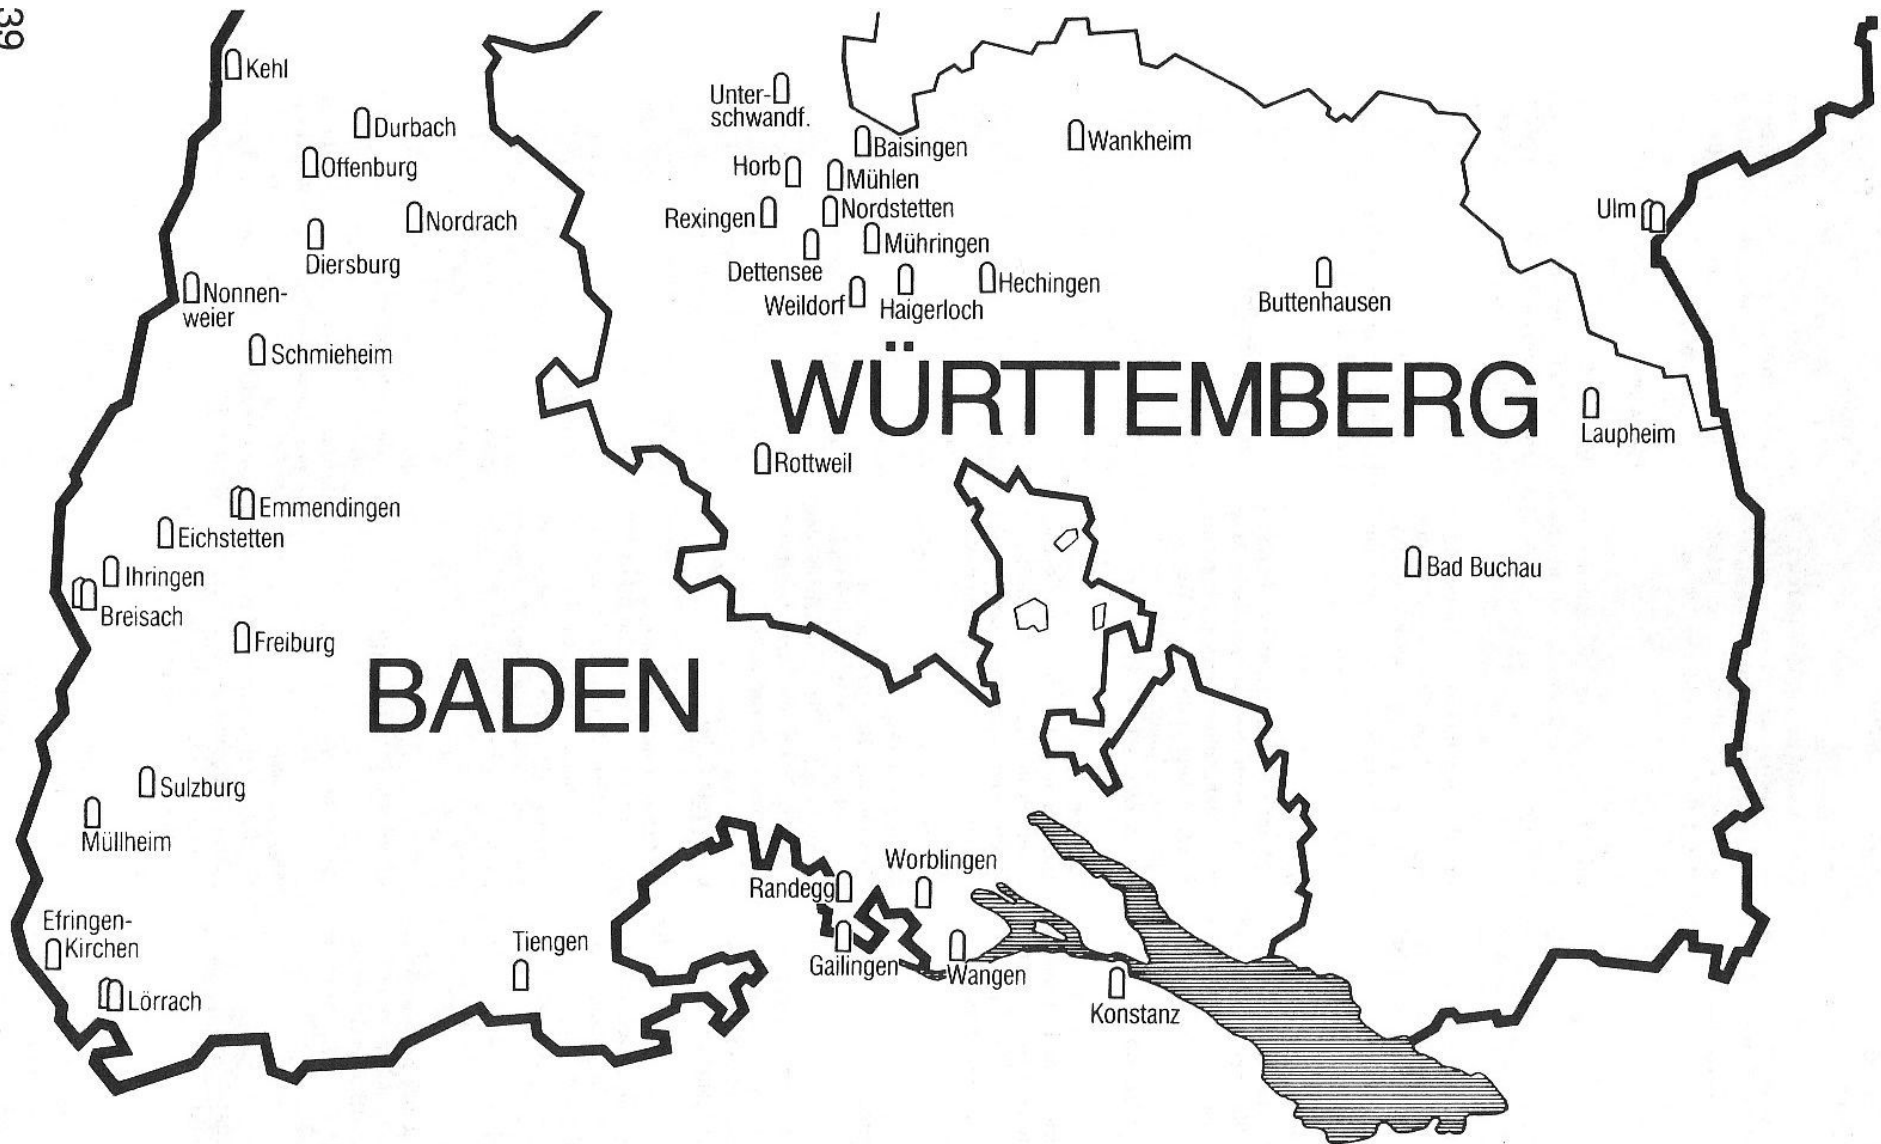 39
Kehl
Durbach
Offenburg
Nordrach
Diersburg
Nonnen-
weier
Schmieheim
Emmendingen
Eichstetten
Ihringen
Breisach
Freiburg
BADEN
Sulzburg
Müllheim
Efringen-
Kirchen
Lörrach
Tiengen
Randegg
Worblingen
Gailingen
Wangen
Konstanz
Unter-
schwandf.
Baisingen
Wankheim
Horb
Mühlen
Rexingen
Nordstetten
Mühringen
Dettensee
Weildorf
Haigerloch
Hechingen
Buttenhausen
Ulm
WÜRTTEMBERG
Laupheim
Rottweil
Bad Buchau